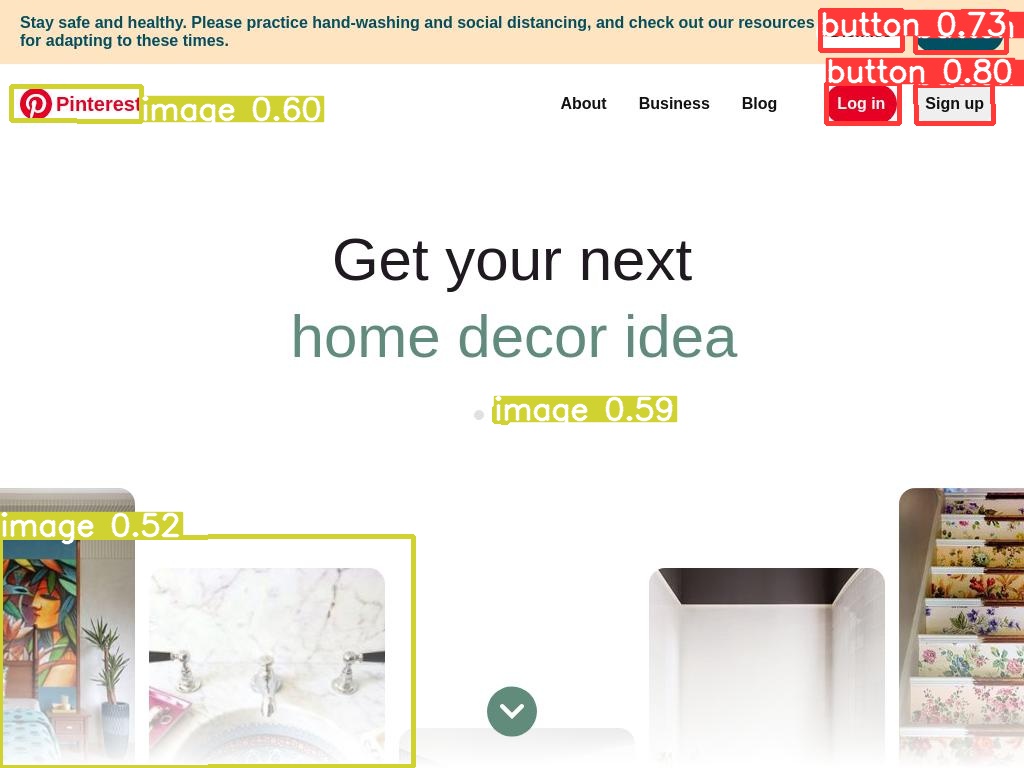 Stay safe and healthy. Please practice hand-washing and social distancing, and check out our resources
for adapting to these times.
button 0.73
button 0.80
Pinterest
image 0.60
About
Business
Blog
Log in
Sign up
Get your next
home decor idea
image 0.59
image 0.52